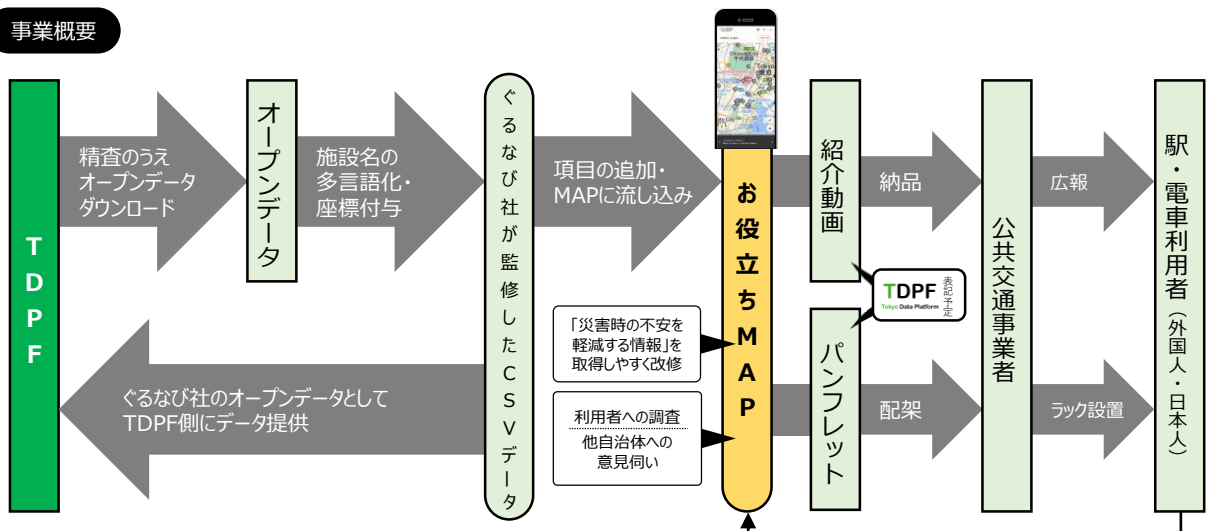 事業概要
TDPF
精査のうえ
オープンデータ
ダウンロード
オープンデータ
施設名の
多言語化・
座標付与
ぐるなび社が監修したCSVデータ
項目の追加・
MAPに流し込み
ぐるなび社のオープンデータとして
TDPF側にデータ提供
お役立ちMAP
「災害時の不安を
軽減する情報」を
取得しやすく改修
利用者への調査
他自治体への
意見伺い
紹介動画
パンフレット
TDPF
Tokyo Data Platform
表記予定
納品
配架
公共交通事業者
広報
ラック設置
駅・電車利用者（外国人・日本人）